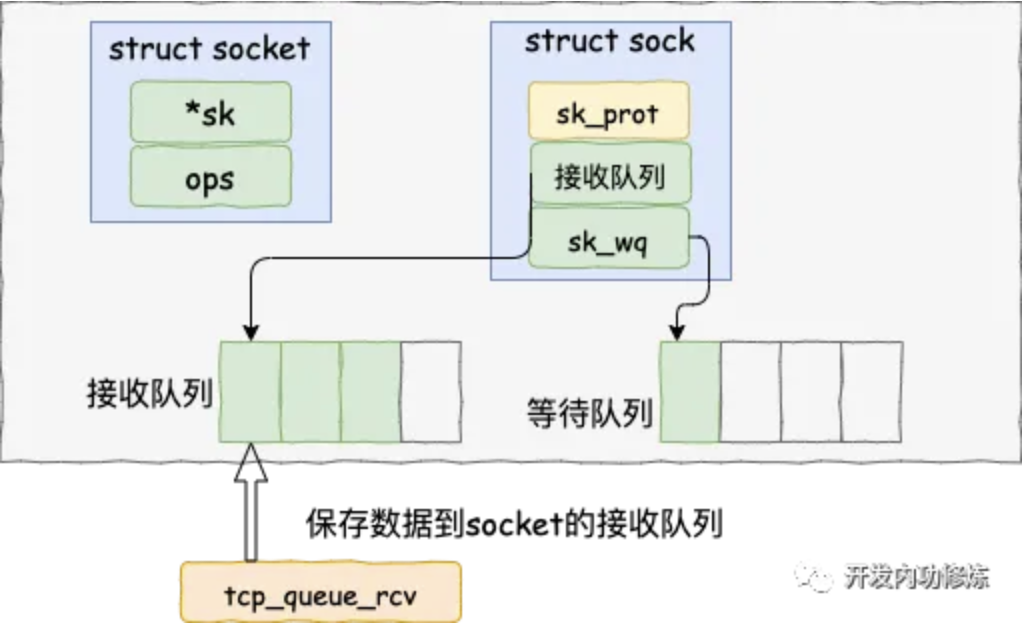 struct socket
*sk
ops
struct sock
sk_prot
接收队列
sk_wq
接收队列
等待队列
保存数据到socket的接收队列
tcp_queue_rcv
开发内功修炼